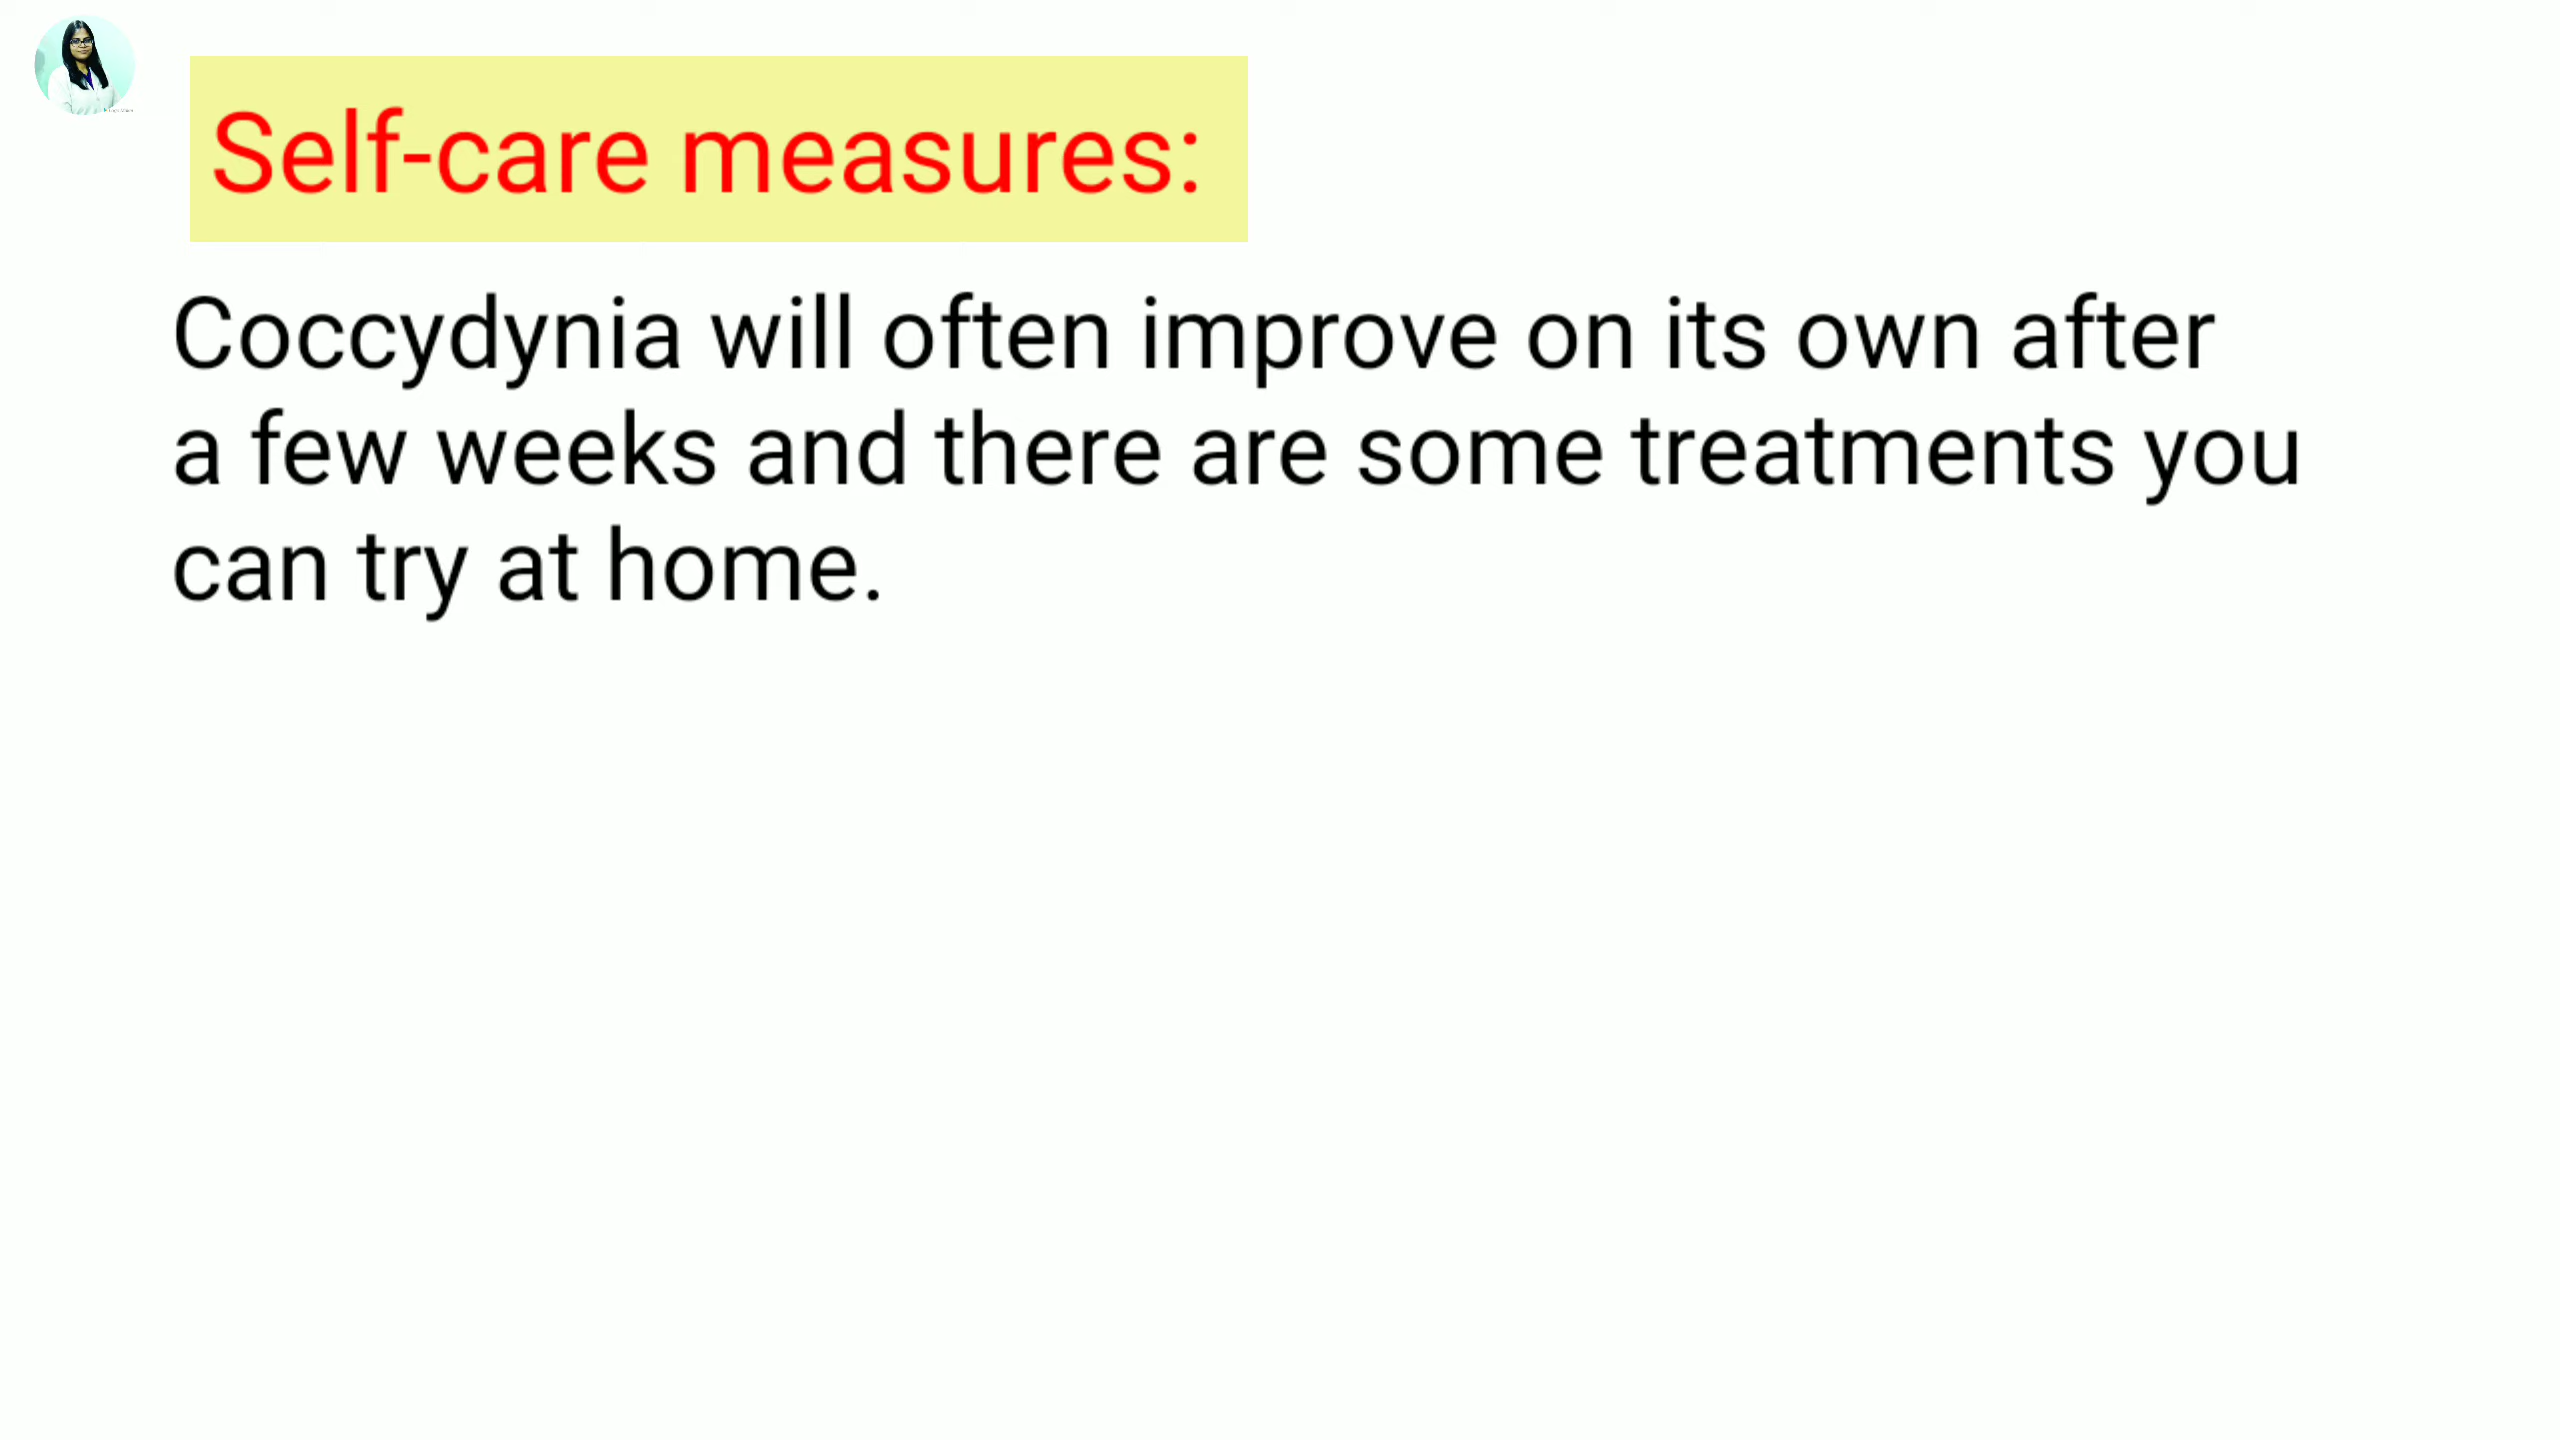 Self-care measures:
Coccydynia will often improve on its own after
a few weeks and there are some treatments you
can try at home.